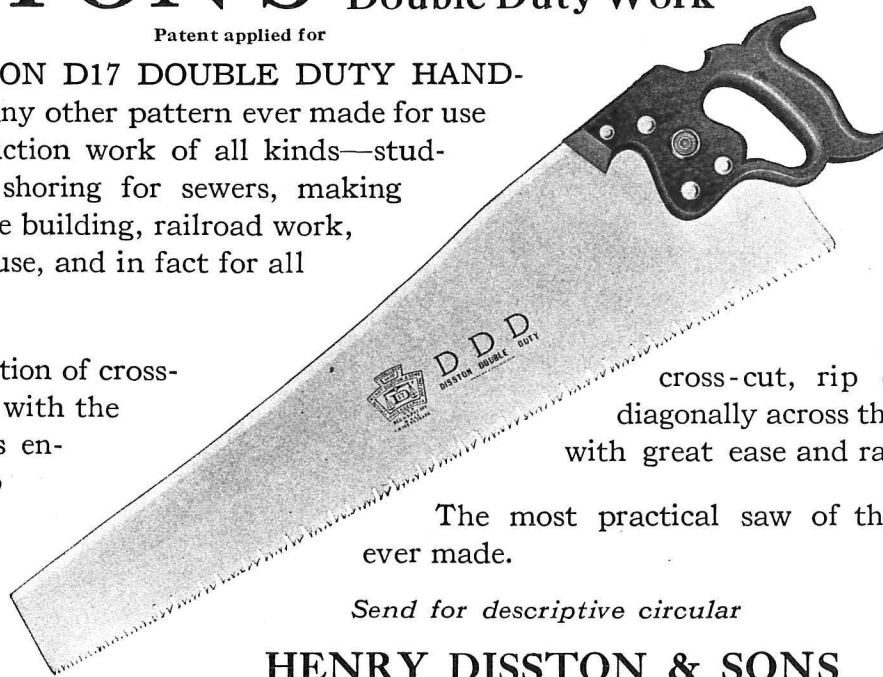 Double Duty Work
Patent applied for
ON D17 DOUBLE DUTY HAND-
ny other pattern ever made for use
ction work of all kinds—stud-
shoring for sewers, making
e building, railroad work,
use, and in fact for all
D D D
DISSTON DOUBLE DUTY
tion of cross-
with the
s en-
cross-cut, rip
diagonally across th
with great ease and ra
The most practical saw of th
ever made.
Send for descriptive circular
HENRY DISSTON & SONS